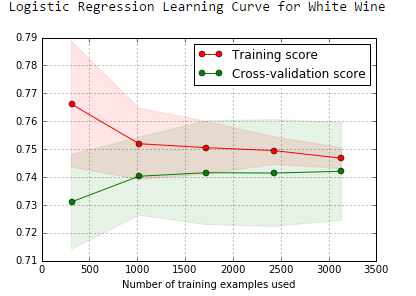 Logistic Regression Learning Curve for White Wine
0.79
0.78
0.77
0.76
0.75
0.74
0.73
0.72
0.71
Training score
Cross-validation score
0 500 1000 1500 2000 2500 3000 3500
Number of training examples used